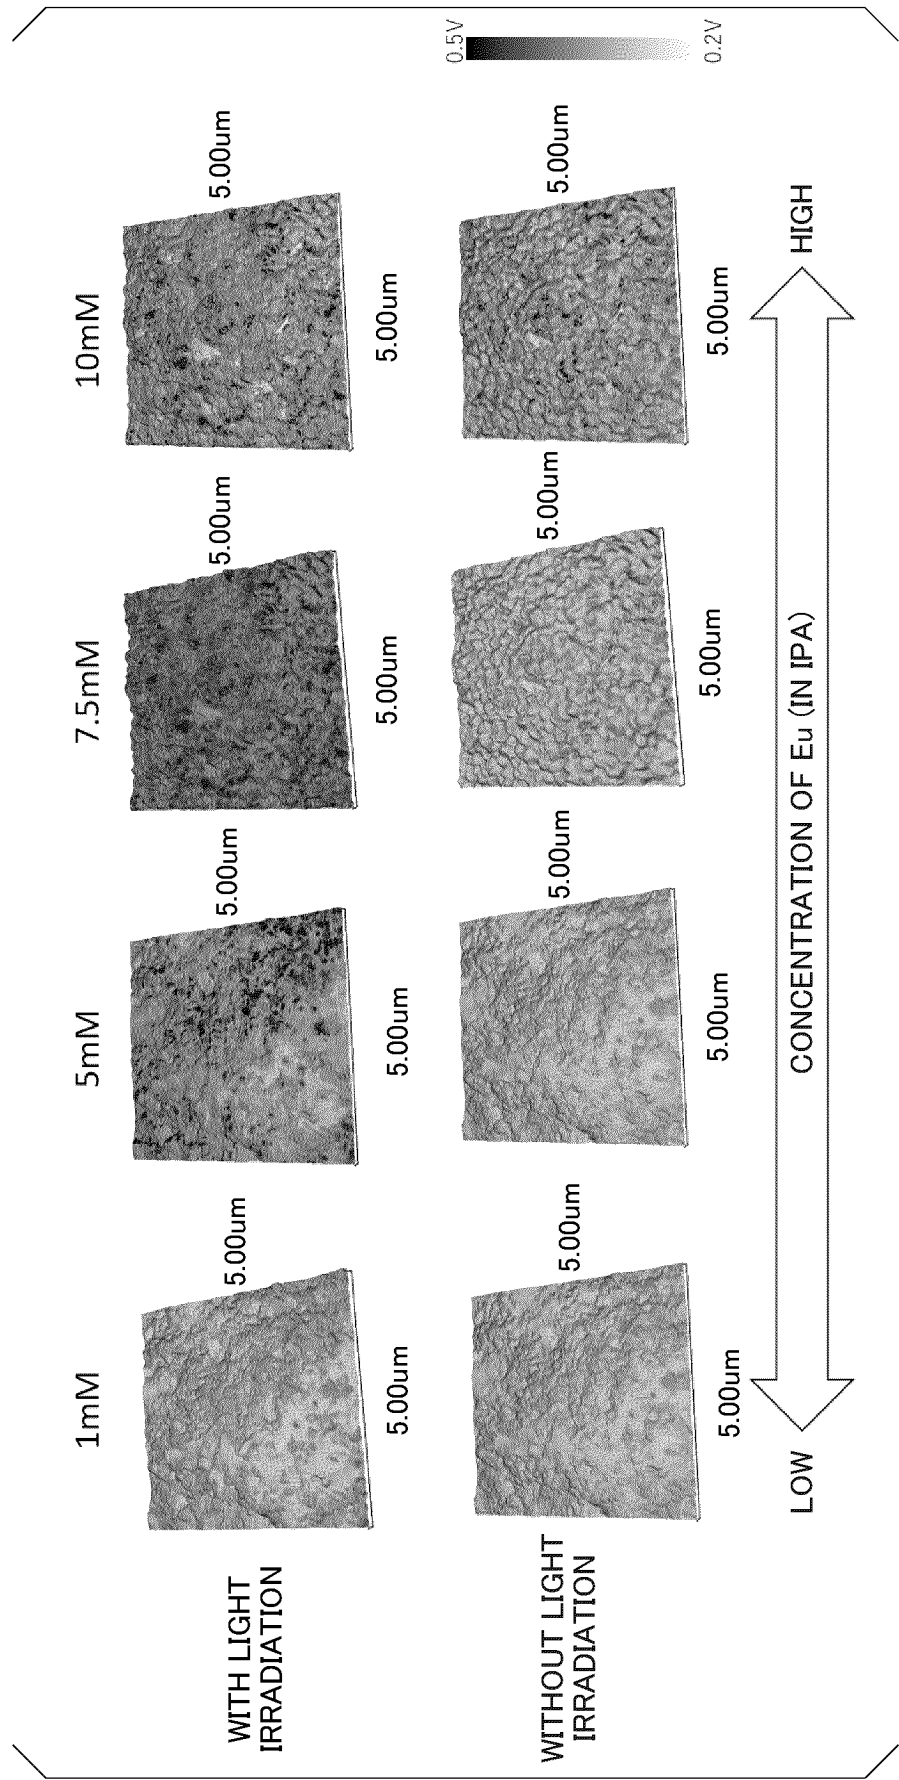 1mM
5mM
7.5mM
10mM
WITH LIGHT
IRRADIATION
5.00um
5.00um
5.00um
5.00um
5.00um
5.00um
5.00um
5.00um
0.5V
0.2V
WITHOUT LIGHT
IRRADIATION
5.00um
5.00um
5.00um
5.00um
5.00um
5.00um
5.00um
5.00um
LOW
CONCENTRATION OF Eu (IN IPA)
HIGH